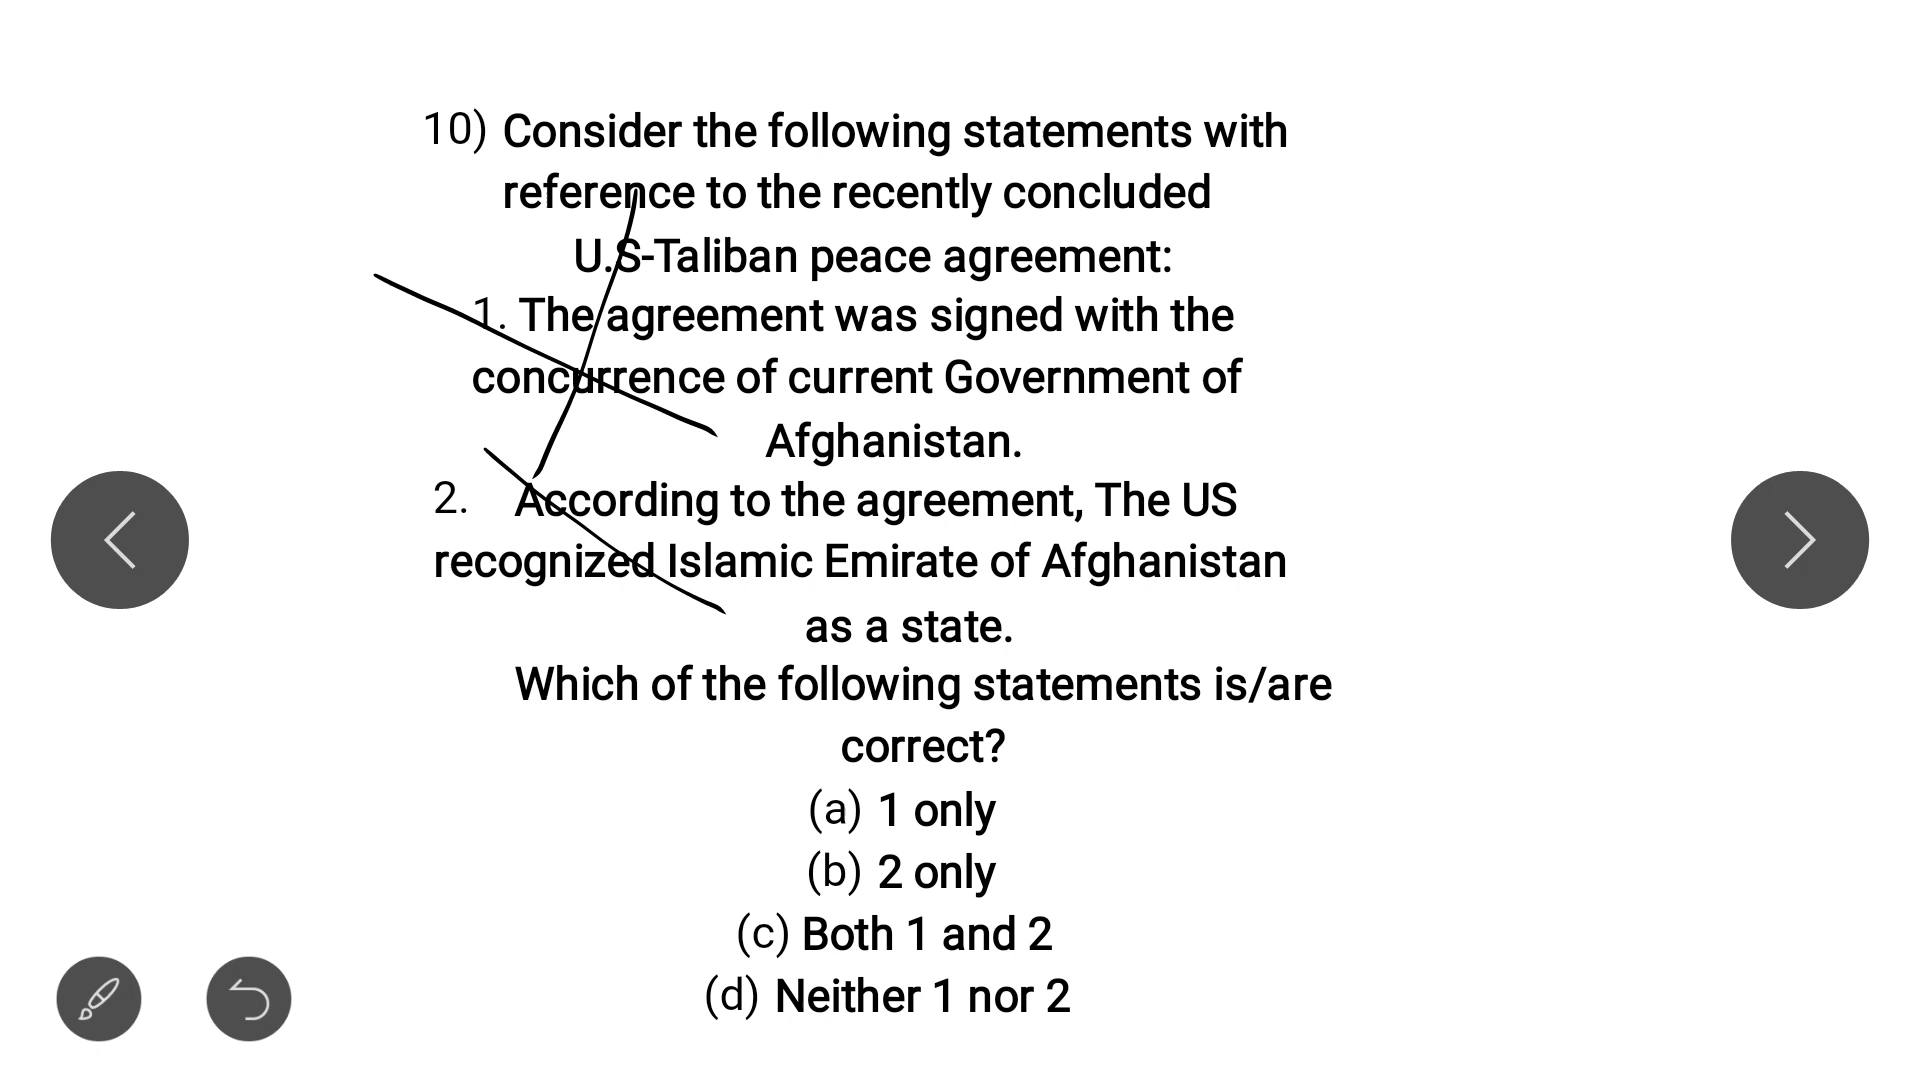 10) Consider the following statements with
reference to the recently concluded
U.S-Taliban peace agreement:
1. The agreement was signed with the
concurrence of current Government of
Afghanistan.
2. According to the agreement, The US
recognized Islamic Emirate of Afghanistan
as a state.
Which of the following statements is/are
correct?
(a) 1 only
(b) 2 only
(c) Both 1 and 2
(d) Neither 1 nor 2